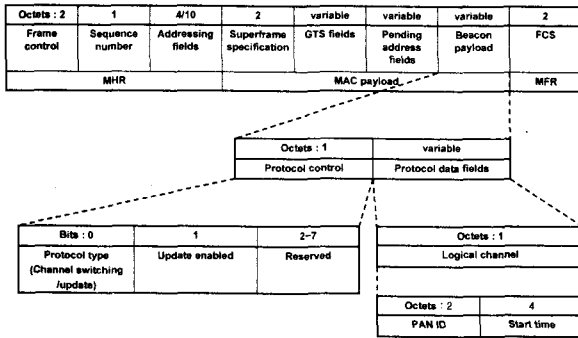 Octets : 2 1 4/10 2 variable variable variable 2
Frame control Sequence number Addressing fields Superframe specification GTS fields Pending address fields Beacon payload FCS
MHR MAC payload MFR
Octets : 1 variable
Protocol control Protocol data fields
Bits : 0 1 2-7
Protocol type (Channel switching /update) Update enabled Reserved
Octets : 1
Logical channel
Octets : 2 4
PAN ID Start time